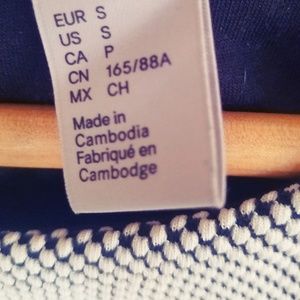 EUR S
US S
CA P
CN 165/88A
MX CH
Made in
Cambodia
Fabriqué en
Cambodge